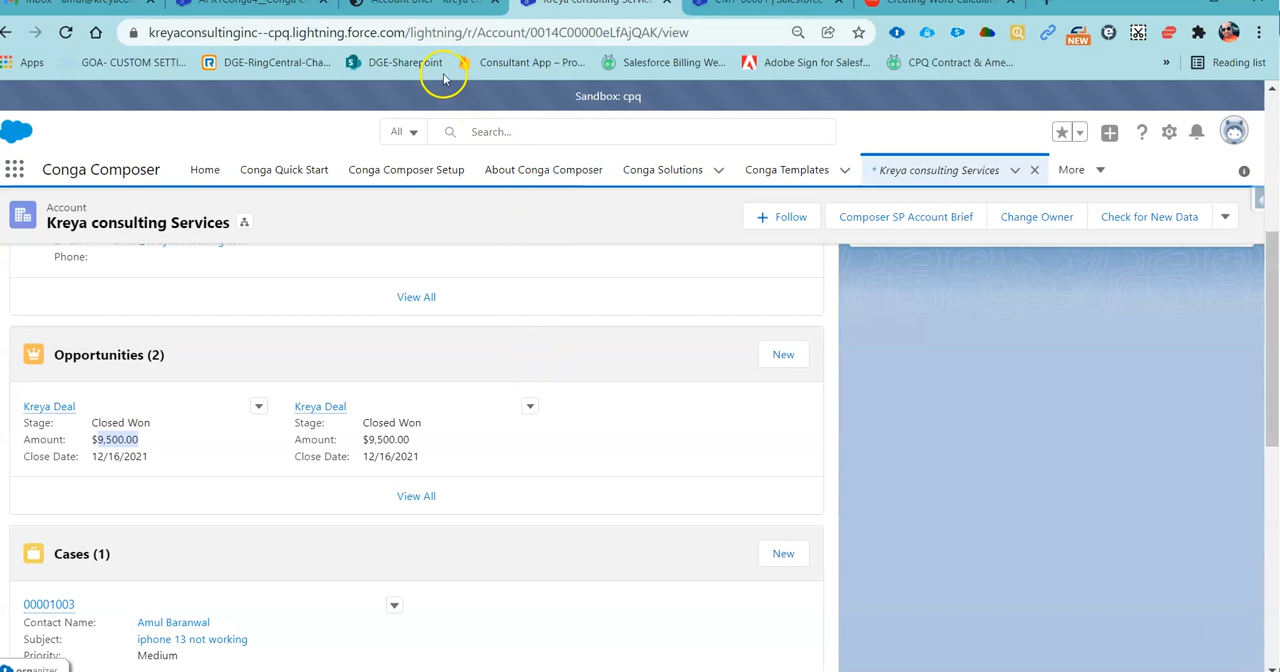 kreyaconsultinginc--cpq.lightning.force.com/lightning/r/Account/0014C00000eLfAjQAK/view
NEW
Apps GOA- CUSTOM SETTI... DGE-RingCentral-Cha... DGE-Sharepoint Consultant App – Pro... Salesforce Billing We... Adobe Sign for Salesf... CPQ Contract & Ame... » Reading list
Sandbox: cpq
All Search...
Conga Composer Home Conga Quick Start Conga Composer Setup About Conga Composer Conga Solutions Conga Templates * Kreya consulting Services More
Account
Kreya consulting Services
Follow Composer SP Account Brief Change Owner Check for New Data
Phone:
View All
Opportunities (2) New
Kreya Deal Kreya Deal
Stage: Closed Won Stage: Closed Won
Amount: $9,500.00 Amount: $9,500.00
Close Date: 12/16/2021 Close Date: 12/16/2021
View All
Cases (1) New
00001003
Contact Name: Amul Baranwal
Subject: iphone 13 not working
Priority: Medium
organizer